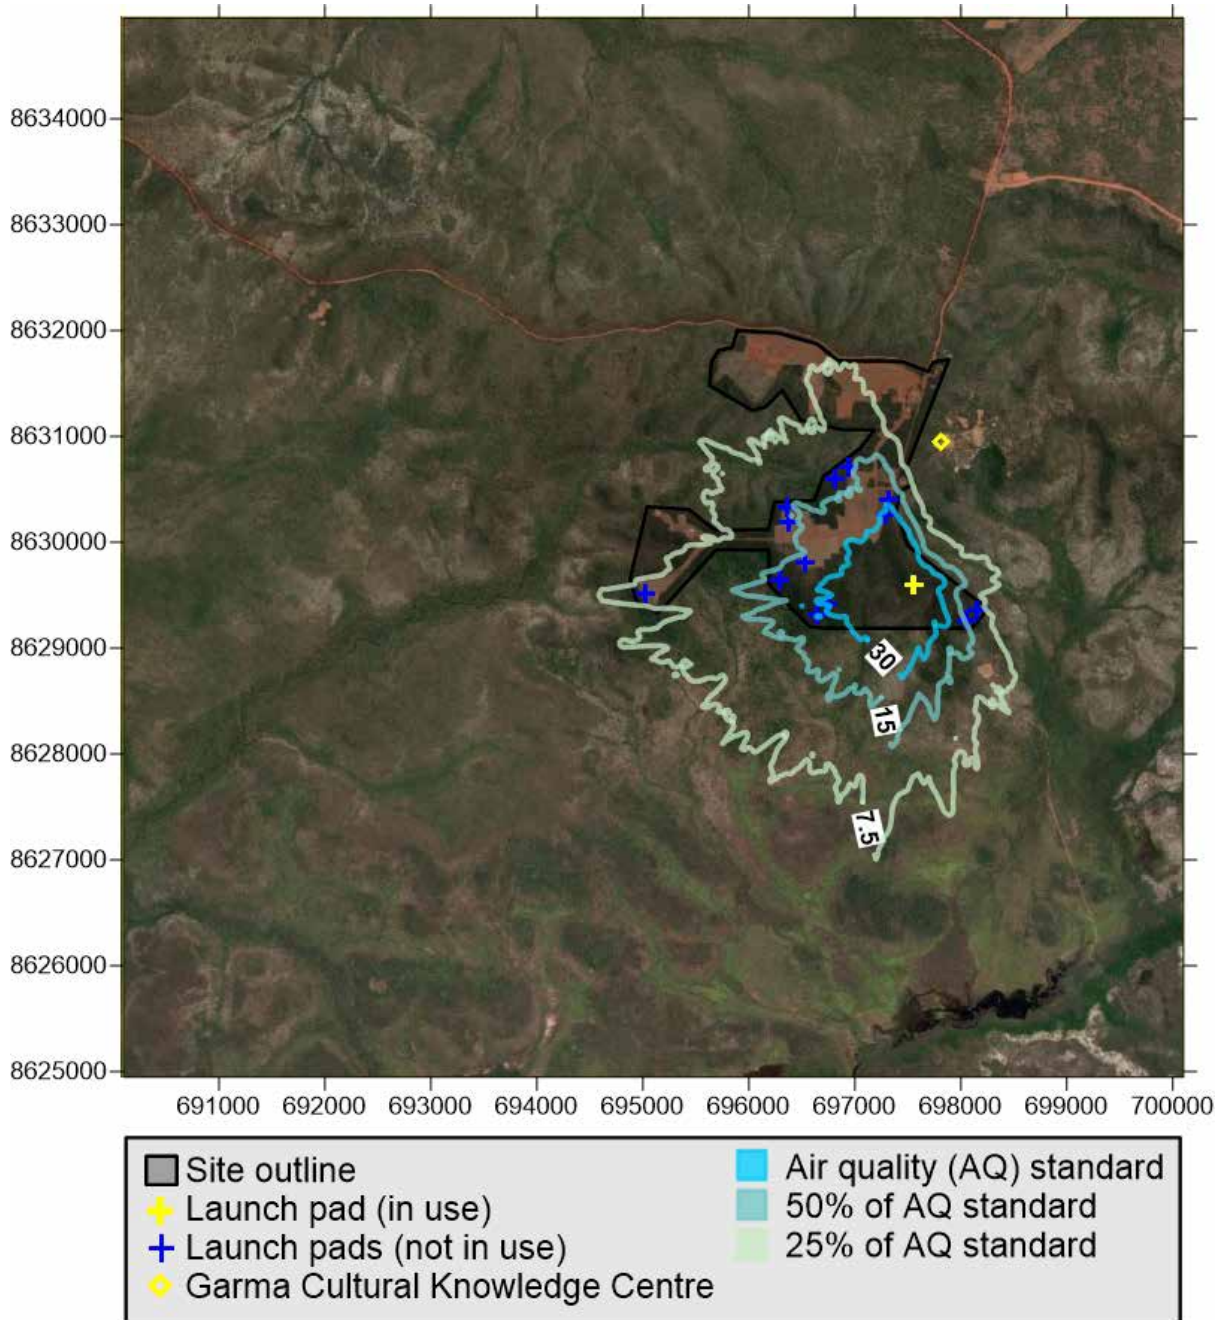 8634000
8633000
8632000
8631000
8630000
8629000
8628000
8627000
8626000
8625000
30
15
7.5
691000 692000 693000 694000 695000 696000 697000 698000 699000 700000
Site outline
Launch pad (in use)
Launch pads (not in use)
Garma Cultural Knowledge Centre
Air quality (AQ) standard
50% of AQ standard
25% of AQ standard